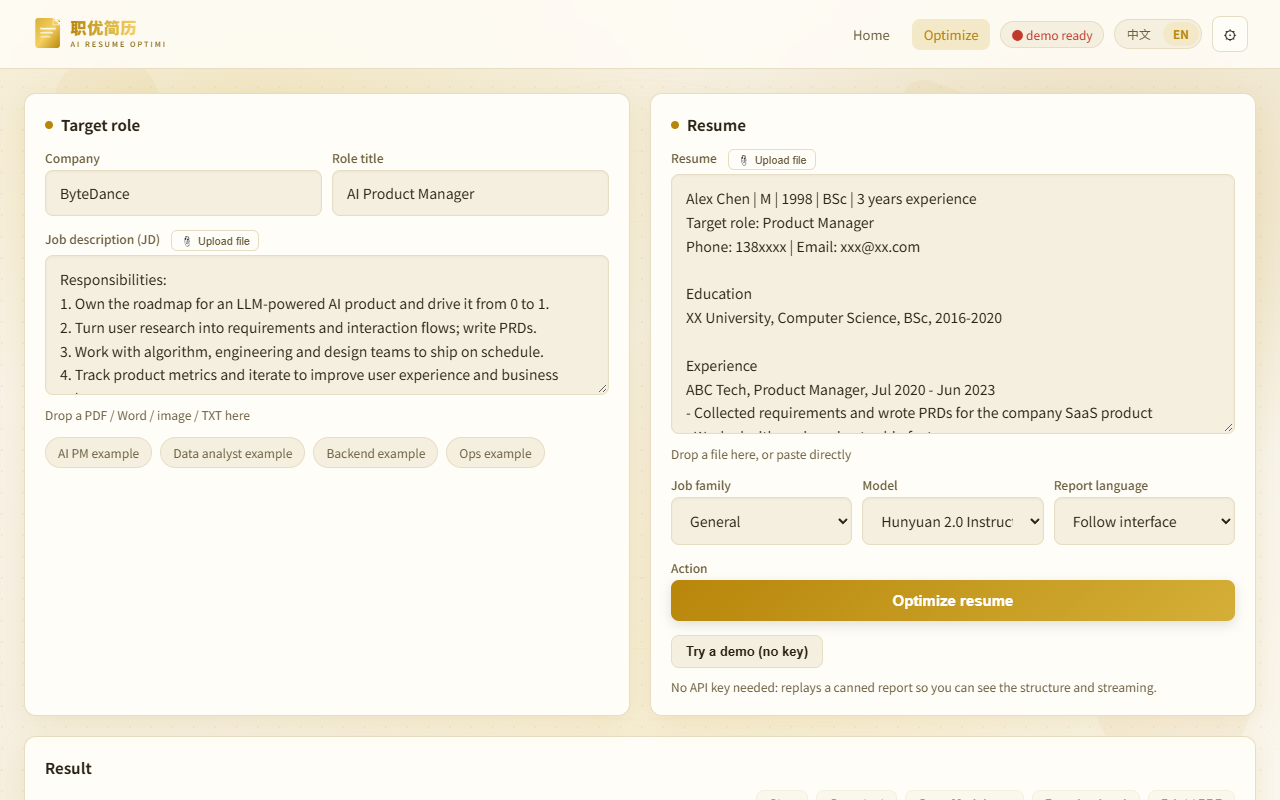 职优简历
AI RESUME OPTIMI
Home
Optimize
demo ready
中文
EN
Target role
Company
Role title
ByteDance
AI Product Manager
Job description (JD)
Upload file
Responsibilities:
1. Own the roadmap for an LLM-powered AI product and drive it from 0 to 1.
2. Turn user research into requirements and interaction flows; write PRDs.
3. Work with algorithm, engineering and design teams to ship on schedule.
4. Track product metrics and iterate to improve user experience and business
Drop a PDF / Word / image / TXT here
AI PM example
Data analyst example
Backend example
Ops example
Resume
Resume
Upload file
Alex Chen | M | 1998 | BSc | 3 years experience
Target role: Product Manager
Phone: 138xxxx | Email: xxx@xx.com
Education
XX University, Computer Science, BSc, 2016-2020
Experience
ABC Tech, Product Manager, Jul 2020 - Jun 2023
- Collected requirements and wrote PRDs for the company SaaS product
Drop a file here, or paste directly
Job family
Model
Report language
General
Hunyuan 2.0 Instruc
Follow interface
Action
Optimize resume
Try a demo (no key)
No API key needed: replays a canned report so you can see the structure and streaming.
Result